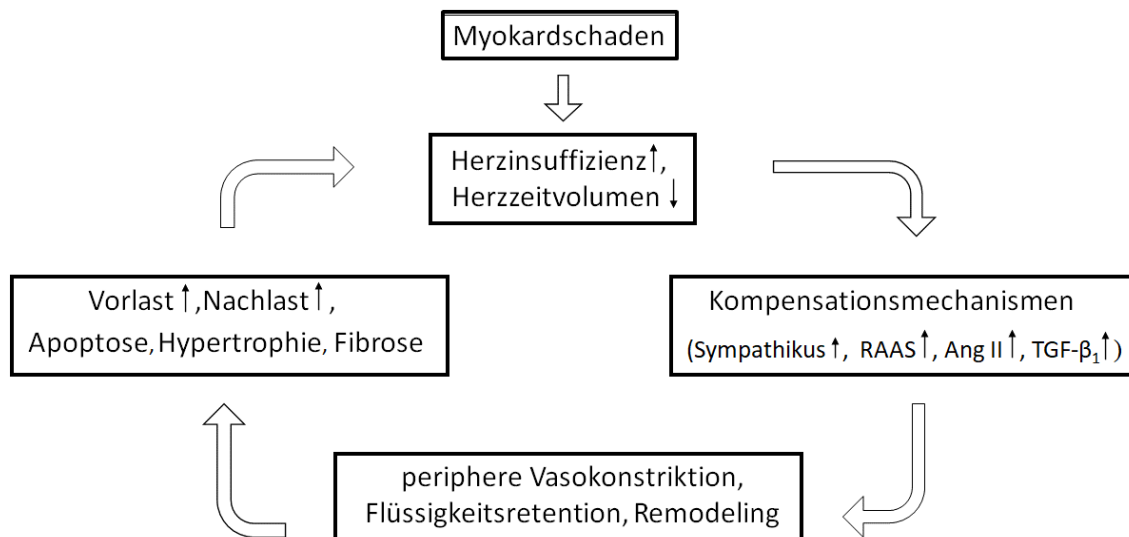 Myokardschaden
Herzinsuffizienz↑,
Herzzeitvolumen ↓
Vorlast ↑,Nachlast ↑,
Apoptose, Hypertrophie, Fibrose
Kompensationsmechanismen
(Sympathikus ↑, RAAS ↑, Ang II ↑, TGF-β₁↑)
periphere Vasokonstriktion,
Flüssigkeitsretention, Remodeling